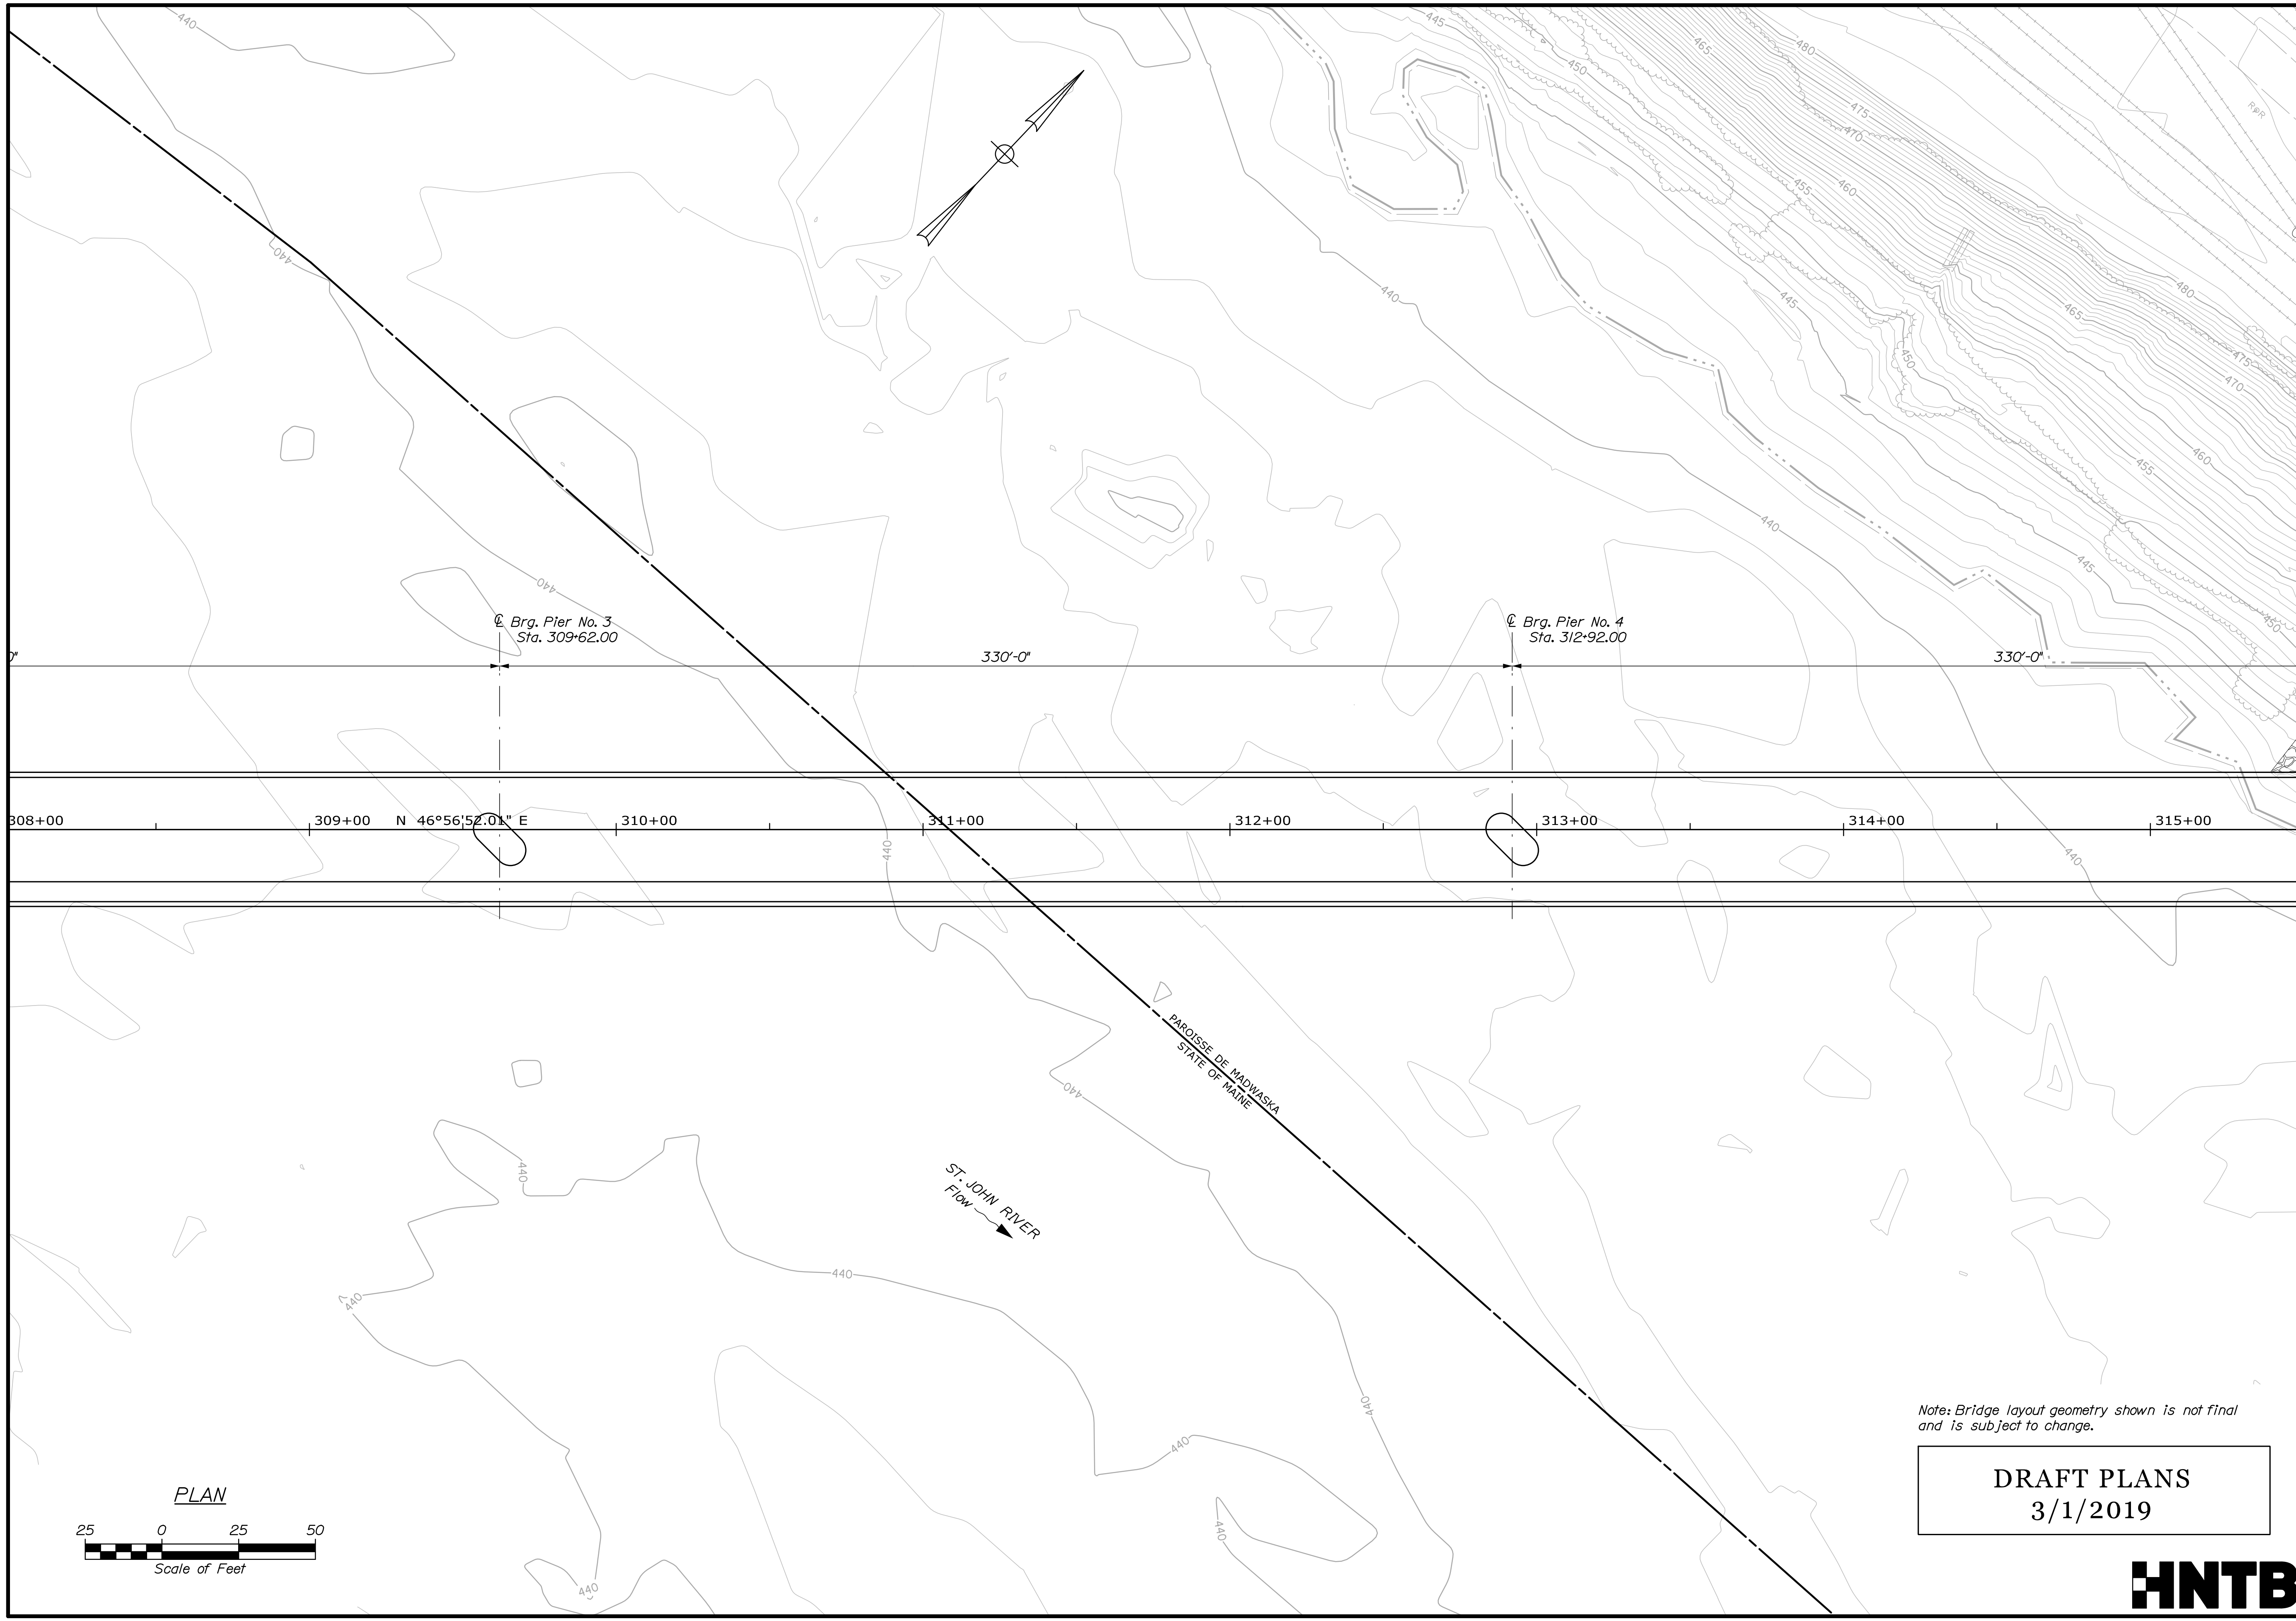 440
445
450
465
480
475
470
460
455
R&R
440
440
445
480
465
450
475
470
440
460
455
440
445
450
℄ Brg. Pier No. 3
Sta. 309+62.00
℄ Brg. Pier No. 4
Sta. 312+92.00
0"
330'-0"
330'-0"
308+00
309+00
N 46°56'52.01" E
310+00
311+00
312+00
313+00
314+00
315+00
440
440
PAROISSE DE MADWASKA
STATE OF MAINE
440
440
ST. JOHN RIVER
Flow
440
440
440
440
440
440
Note: Bridge layout geometry shown is not final
and is subject to change.
DRAFT PLANS
3/1/2019
PLAN
25 0 25 50
Scale of Feet
HNTB